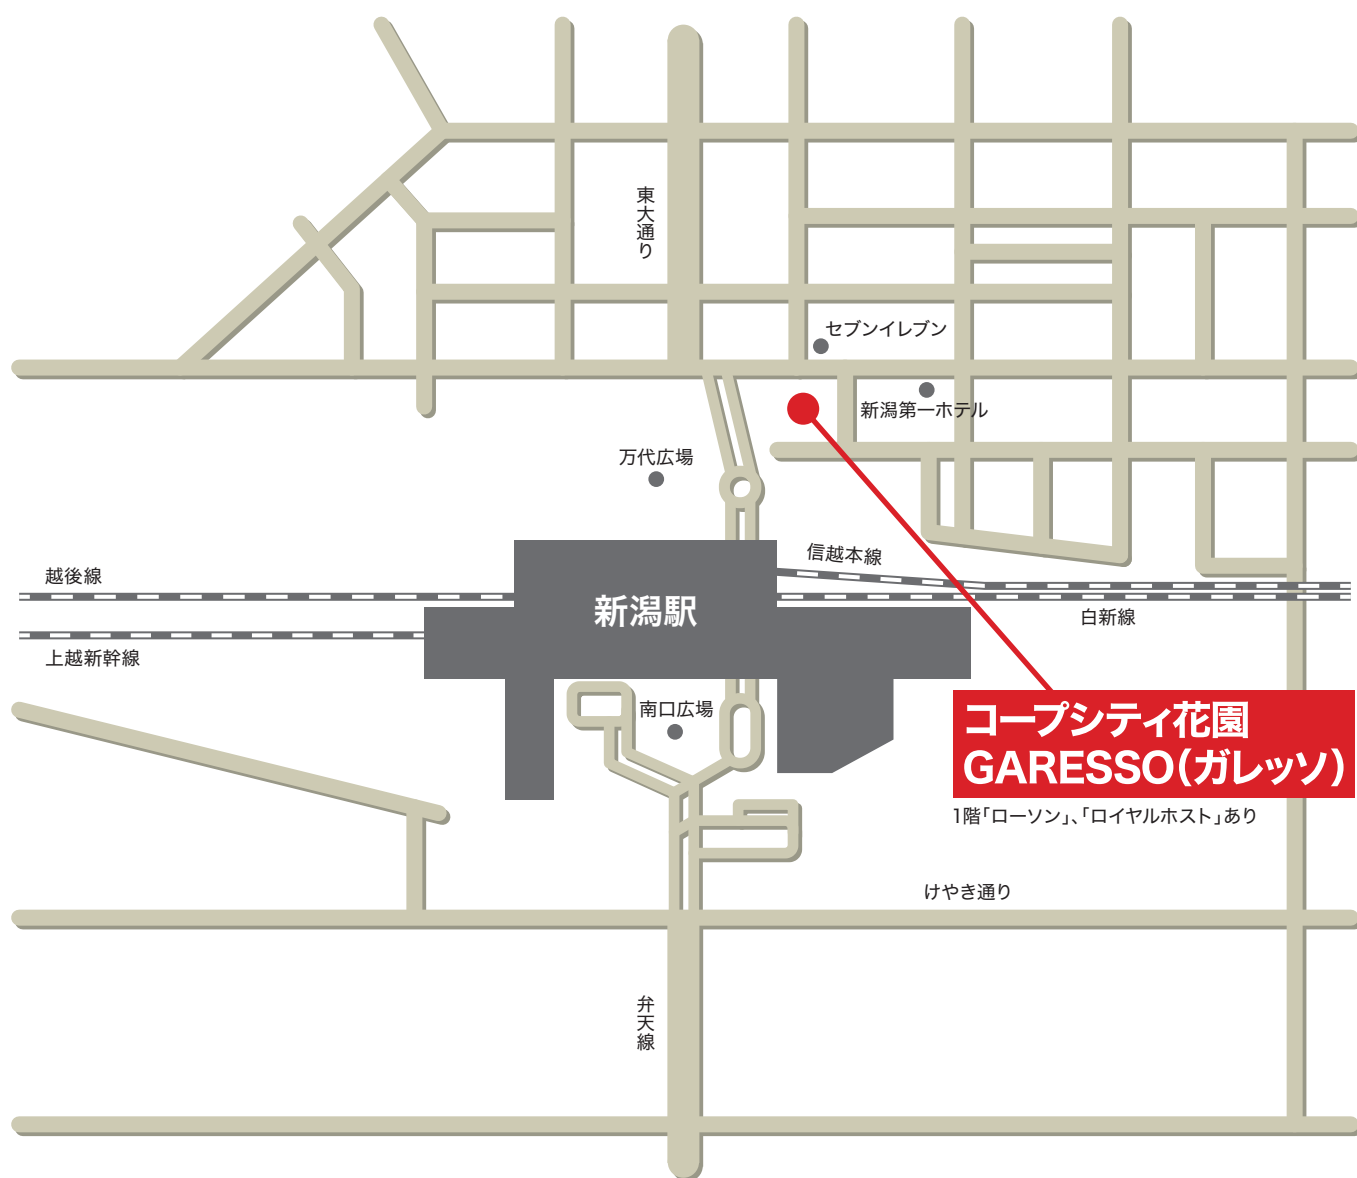 東大通り
セブンイレブン
新潟第一ホテル
万代広場
信越本線
越後線
新潟駅
白新線
上越新幹線
南口広場
コープシティ花園
GARESSO(ガレッソ)
1階「ローソン」、「ロイヤルホスト」あり
けやき通り
弁天線